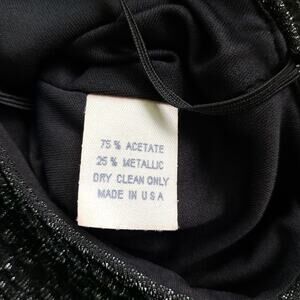 75 % ACETATE
25 % METALLIC
DRY CLEAN ONLY
MADE IN U S A